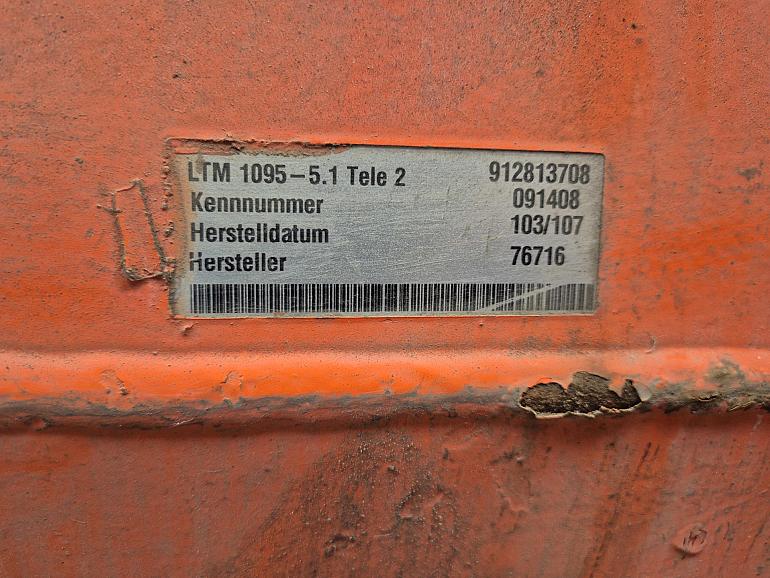 LTM 1095-5.1 Tele 2 912813708
Kennnummer 091408
Herstelldatum 103/107
Hersteller 76716